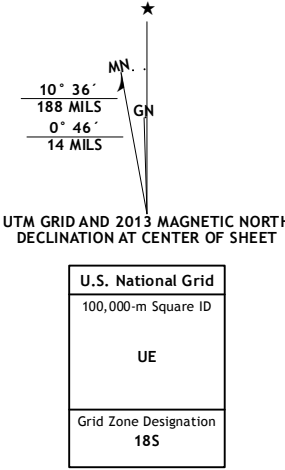 ★
MN
GN
10° 36´
188 MILS
0° 46´
14 MILS
UTM GRID AND 2013 MAGNETIC NORTH
DECLINATION AT CENTER OF SHEET
U.S. National Grid
100,000-m Square ID
UE
Grid Zone Designation
18S